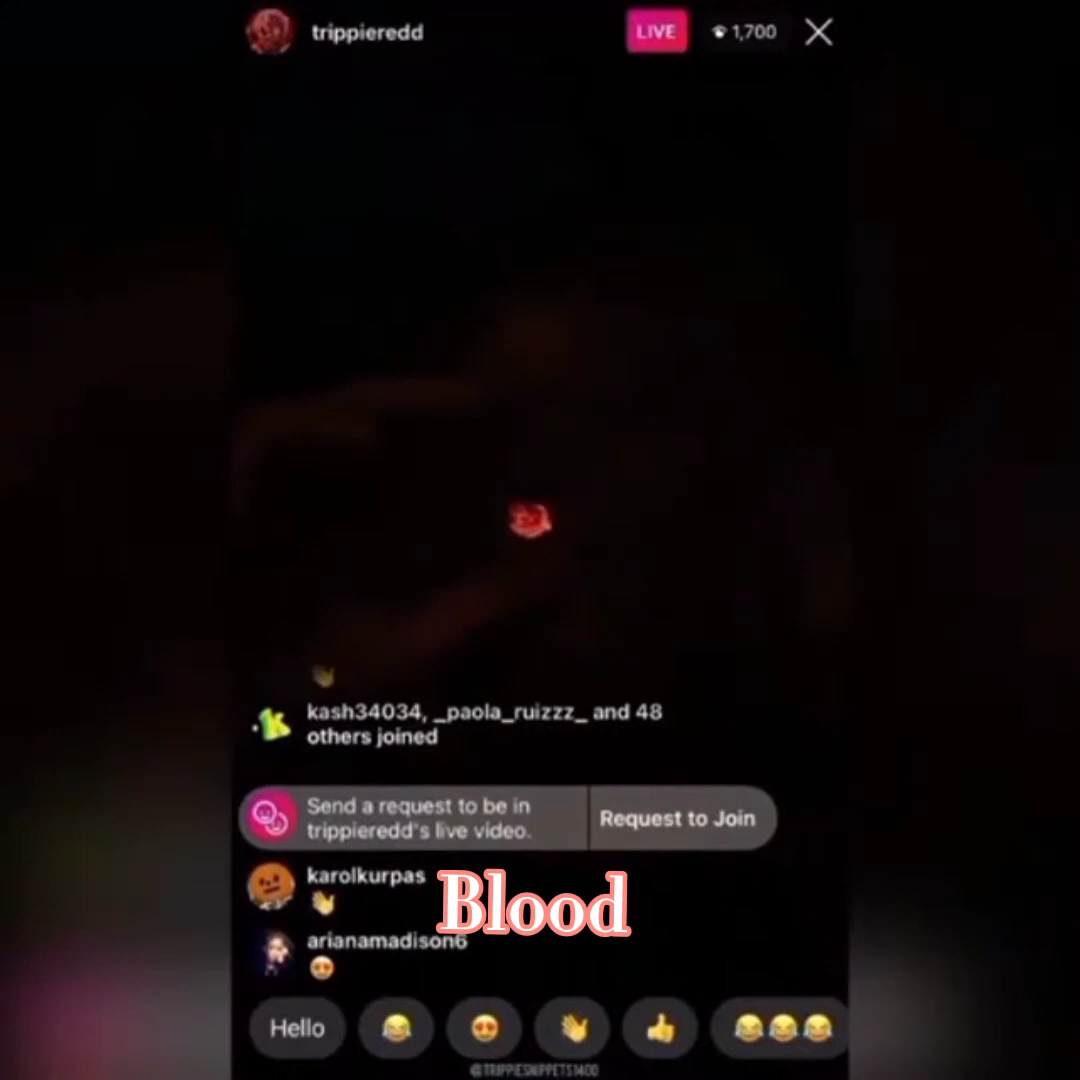 trippieredd
LIVE
1,700
kash34034, _paola_ruizzz_ and 48
others joined
Send a request to be in
trippieredd's live video.
Request to Join
karolkurpas
Blood
arianamadison6
Hello
@TRIPPIESNIPPETS1400